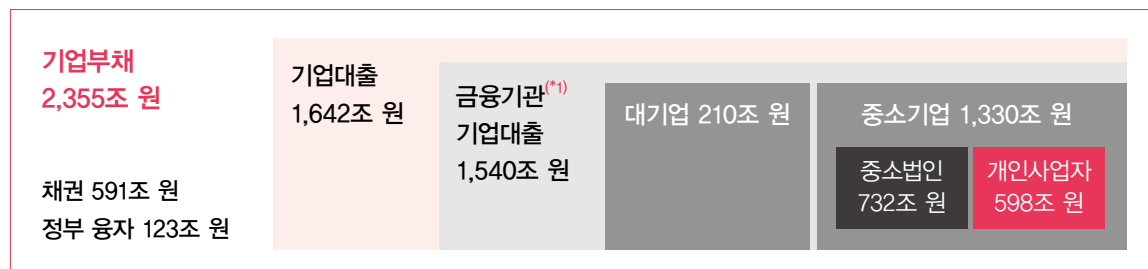 기업부채
2,355조 원
채권 591조 원
정부 융자 123조 원
기업대출
1,642조 원
금융기관(*1)
기업대출
1,540조 원
대기업 210조 원
중소기업 1,330조 원
중소법인
732조 원
개인사업자
598조 원